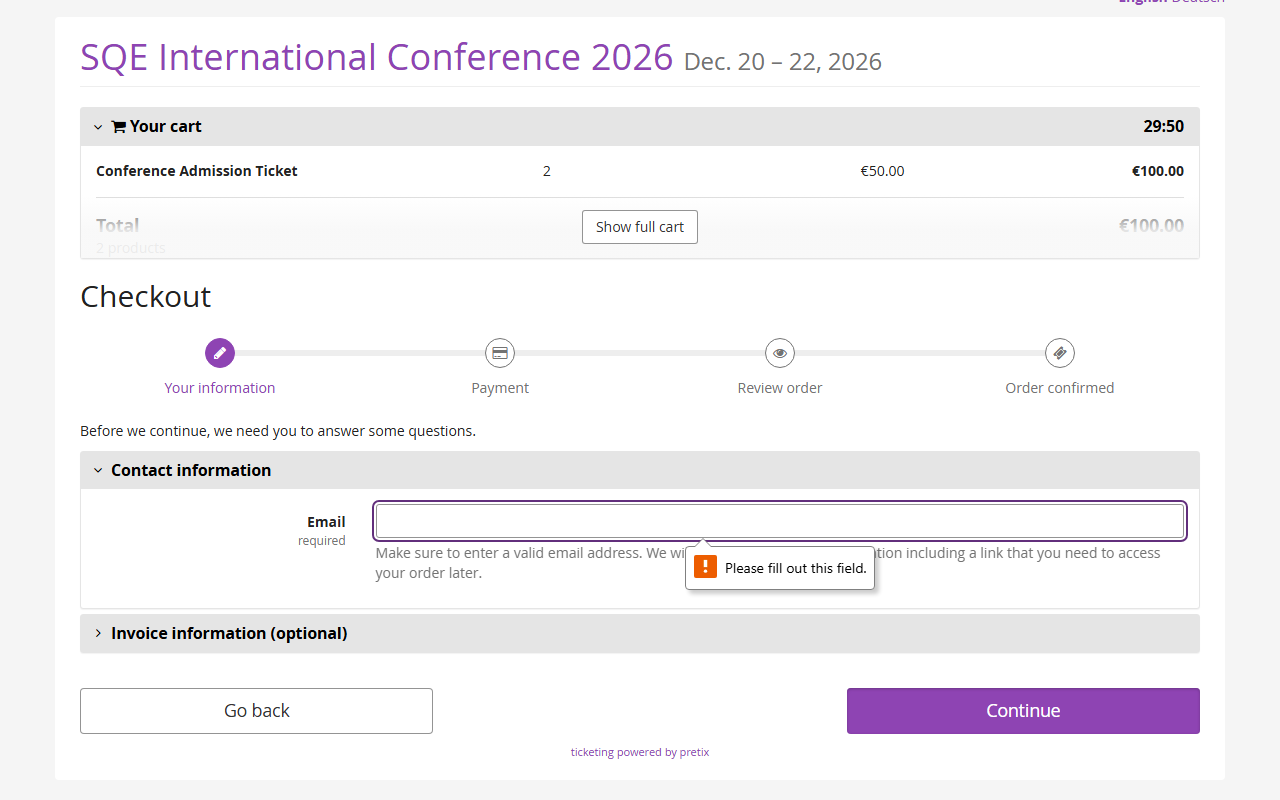 English Deutsch
SQE International Conference 2026 Dec. 20 – 22, 2026
Your cart 29:50
Conference Admission Ticket 2 €50.00 €100.00
Total €100.00
2 products
Show full cart
Checkout
Your information Payment Review order Order confirmed
Before we continue, we need you to answer some questions.
Contact information
Email
required
Make sure to enter a valid email address. We tion including a link that you need to access
your order later.
Please fill out this field.
Invoice information (optional)
Go back Continue
ticketing powered by pretix